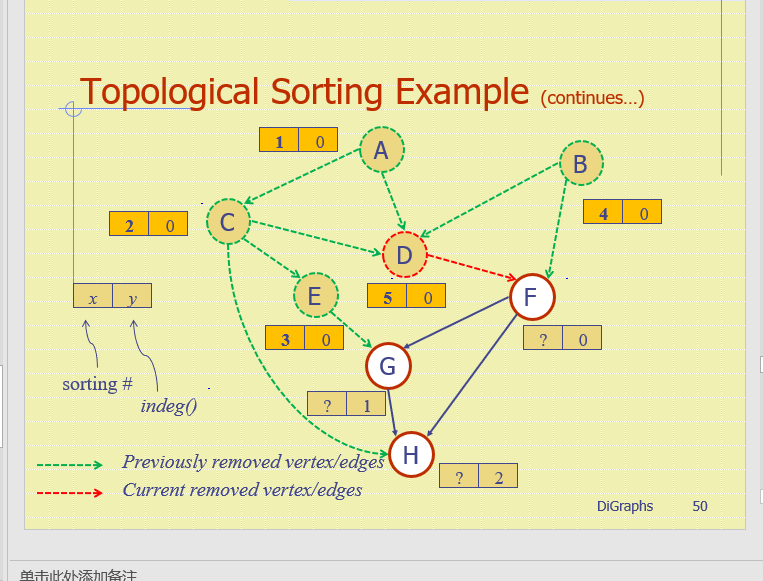 Topological Sorting Example (continues…)
1 0
A
B
2 0
C
4 0
D
x y
E
5 0
F
3 0
? 0
G
sorting #
indeg()
? 1
H
Previously removed vertex/edges
? 2
Current removed vertex/edges
DiGraphs 50
单击此处添加备注